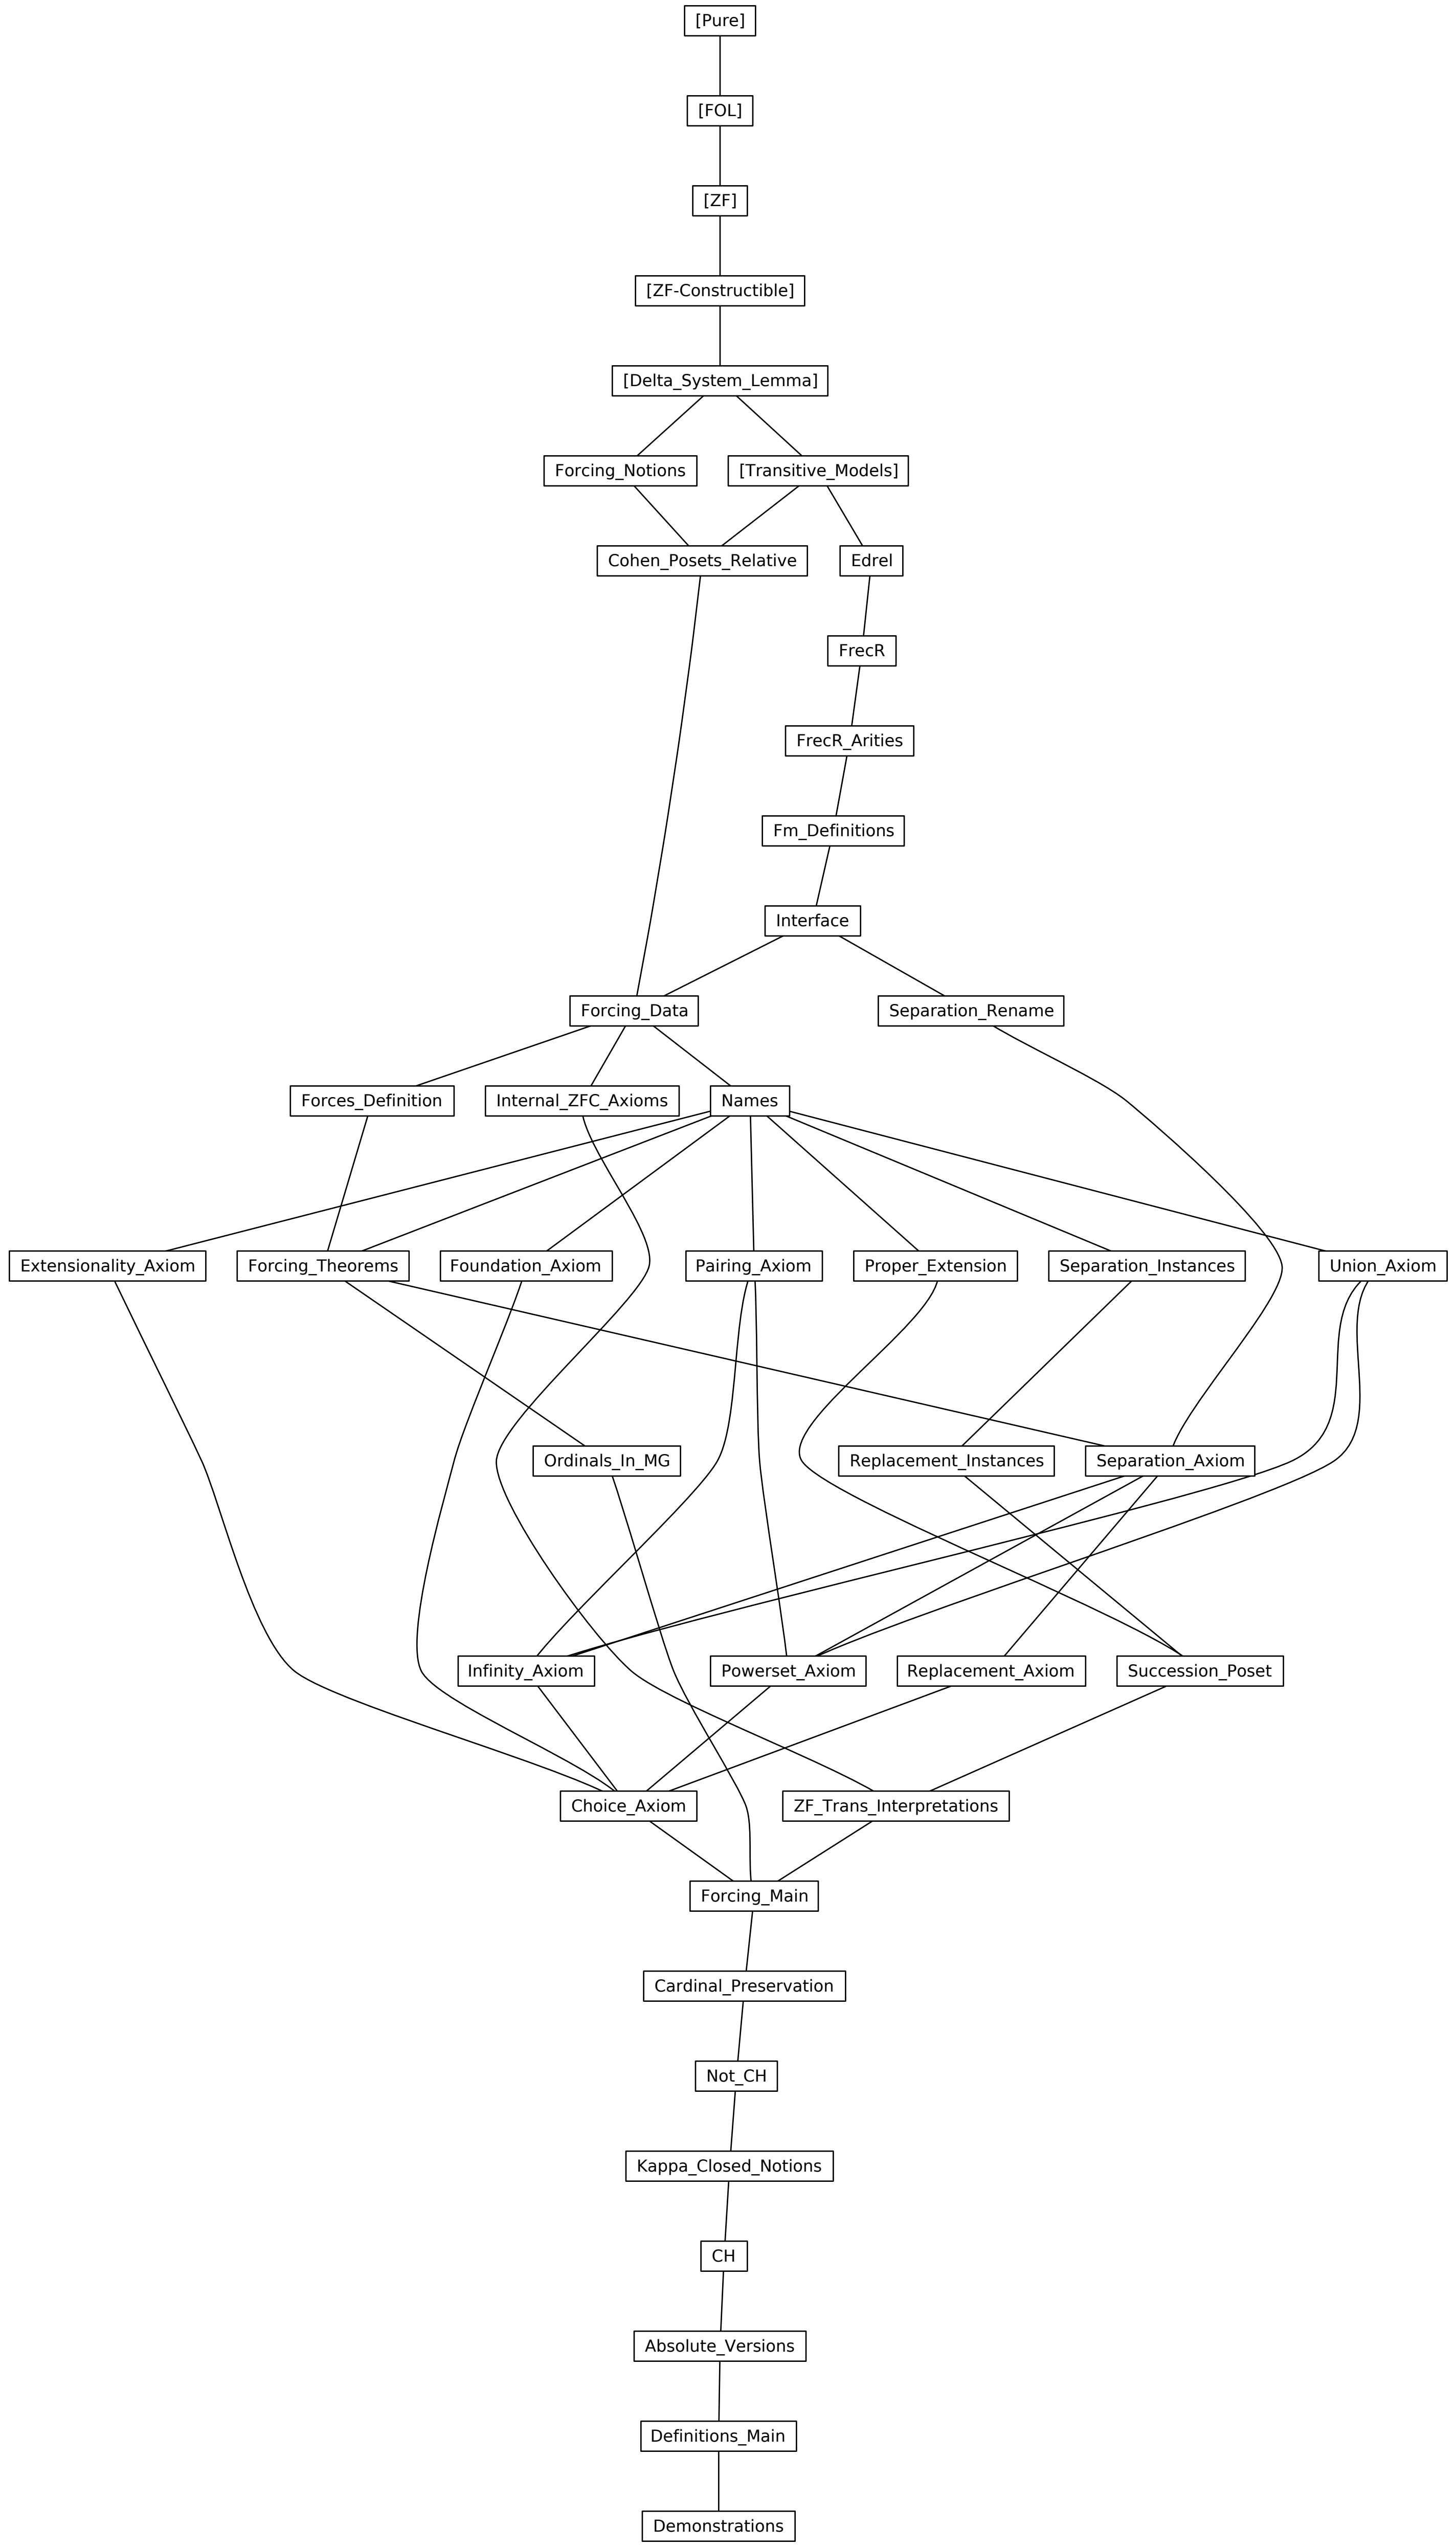 [Pure]
[FOL]
[ZF]
[ZF-Constructible]
[Delta_System_Lemma]
Forcing_Notions
[Transitive_Models]
Cohen_Posets_Relative
Edrel
FrecR
FrecR_Arities
Fm_Definitions
Interface
Forcing_Data
Separation_Rename
Forces_Definition
Internal_ZFC_Axioms
Names
Extensionality_Axiom
Forcing_Theorems
Foundation_Axiom
Pairing_Axiom
Proper_Extension
Separation_Instances
Union_Axiom
Ordinals_In_MG
Replacement_Instances
Separation_Axiom
Infinity_Axiom
Powerset_Axiom
Replacement_Axiom
Succession_Poset
Choice_Axiom
ZF_Trans_Interpretations
Forcing_Main
Cardinal_Preservation
Not_CH
Kappa_Closed_Notions
CH
Absolute_Versions
Definitions_Main
Demonstrations